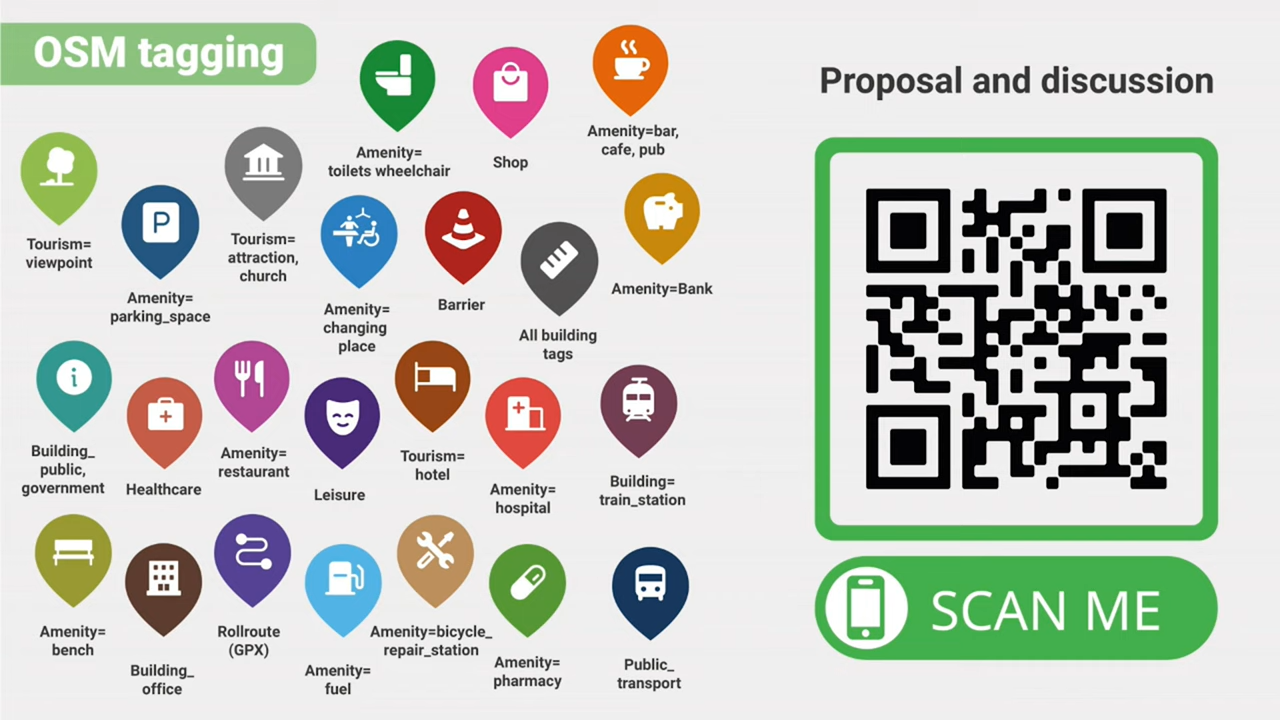 OSM tagging
Proposal and discussion
Amenity=
toilets wheelchair
Shop
Amenity=bar,
cafe, pub
Tourism=
viewpoint
Amenity=
parking_space
Tourism=
attraction,
church
Amenity=
changing
place
Barrier
All building
tags
Amenity=Bank
Building_
public,
government
Healthcare
Amenity=
restaurant
Leisure
Tourism=
hotel
Amenity=
hospital
Building=
train_station
Amenity=
bench
Building_
office
Rollroute
(GPX)
Amenity=
fuel
Amenity=bicycle_
repair_station
Amenity=
pharmacy
Public_
transport
P
i
SCAN ME